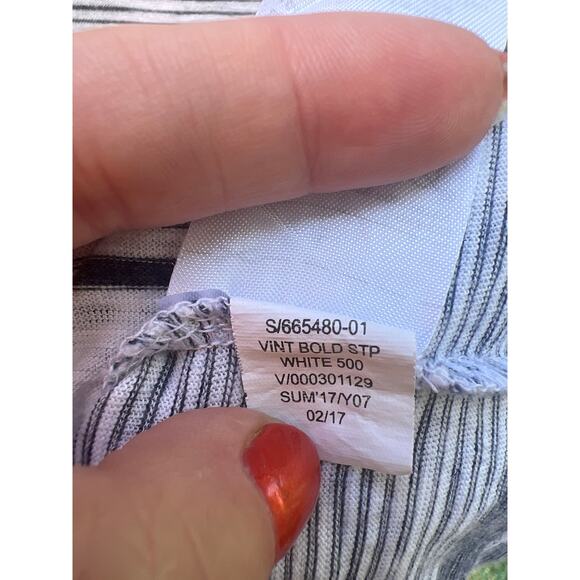 S/665480-01
ViNT BOLD STP
WHITE 500
V/000301129
SUM'17/Y07
02/17